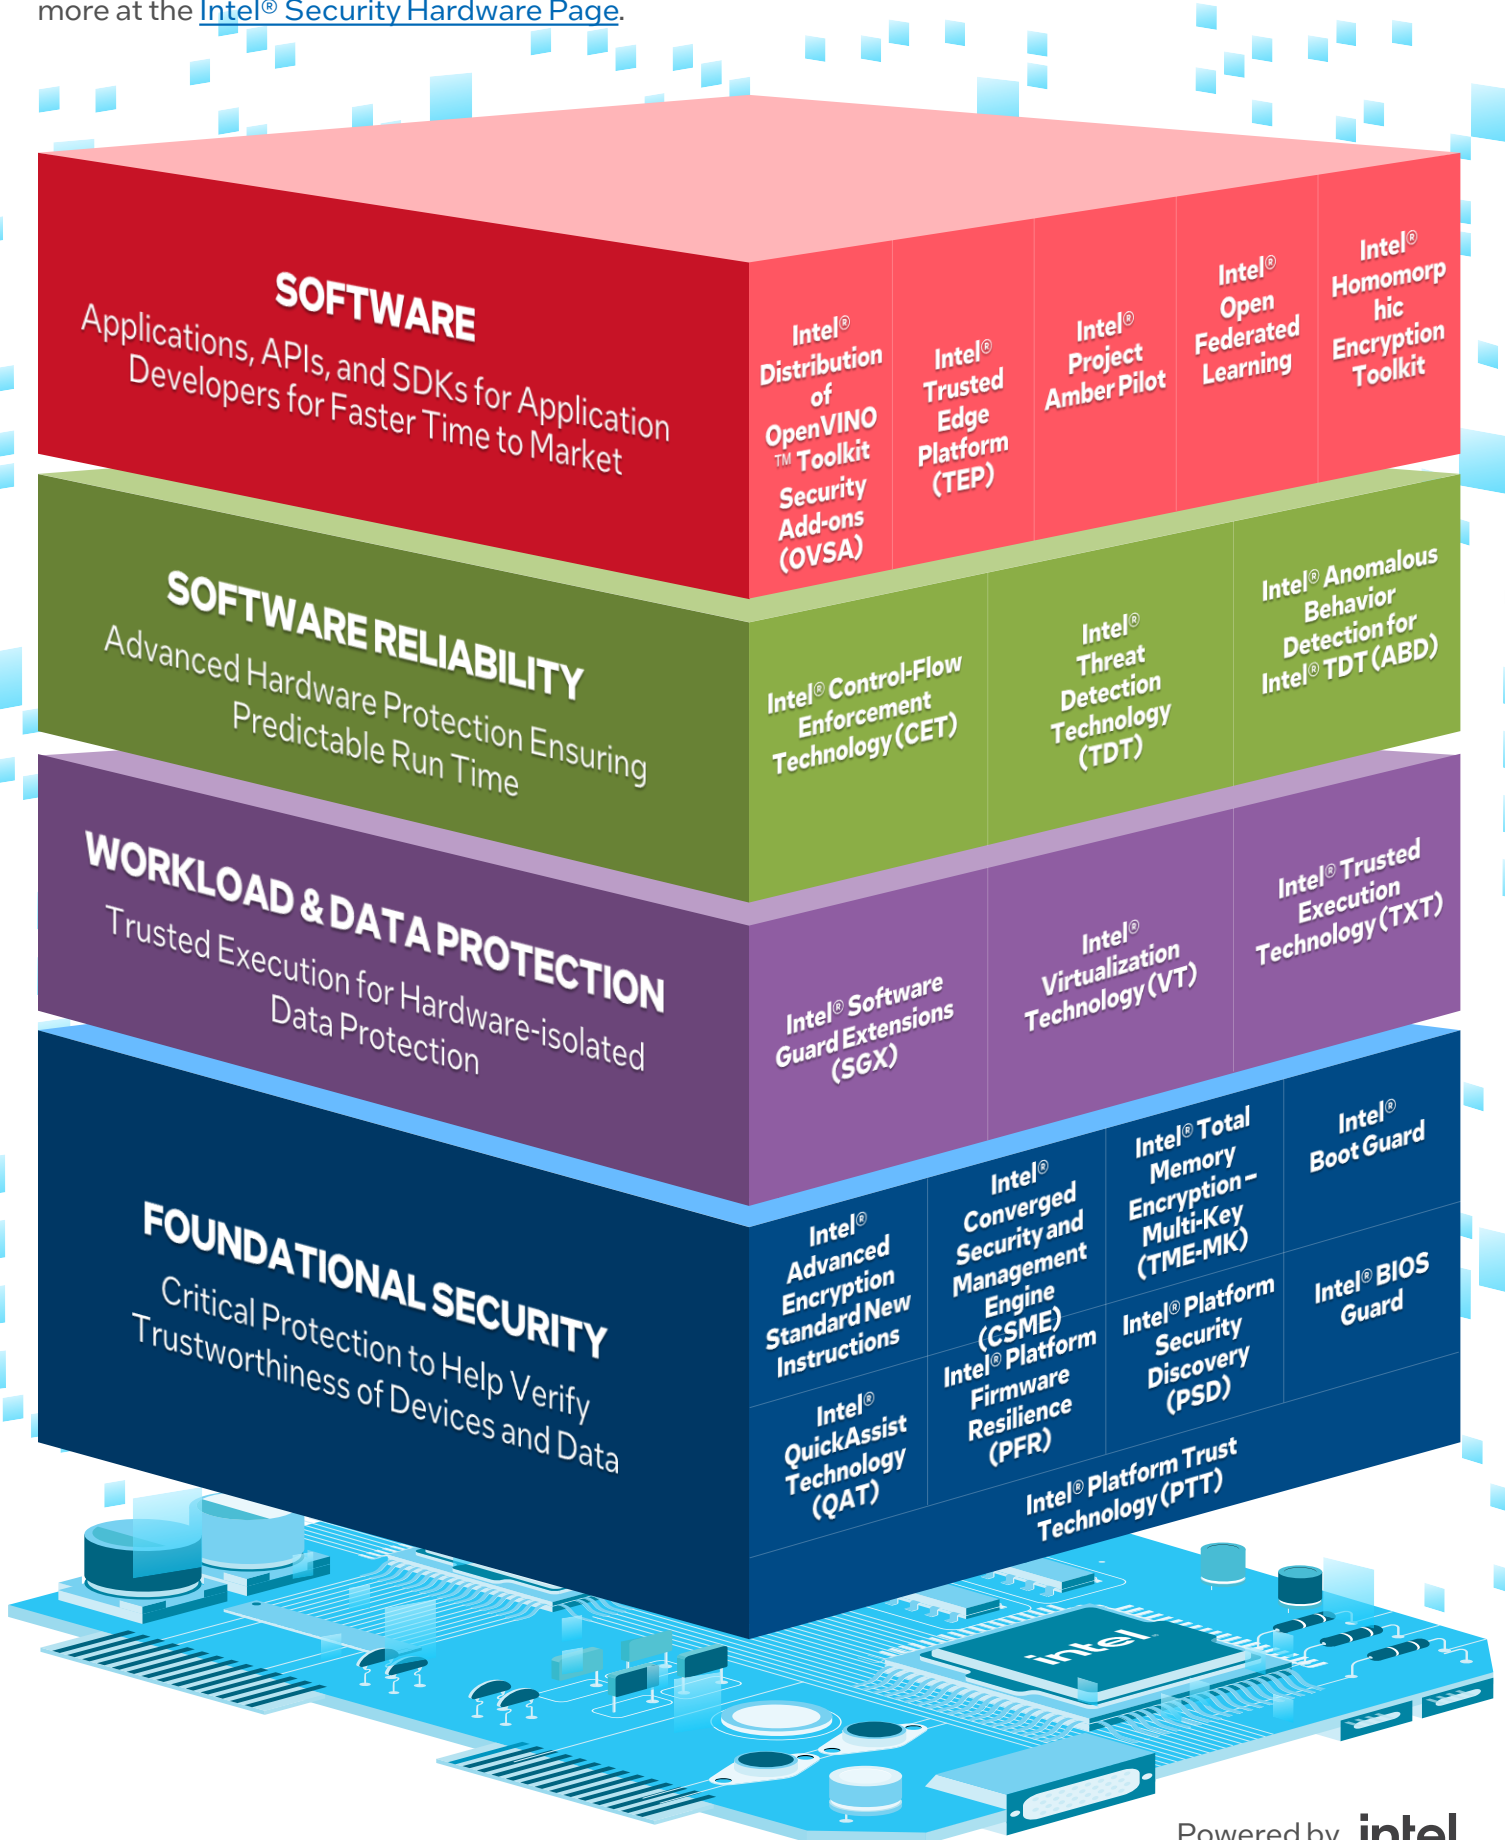 more at the Intel® Security Hardware Page.
SOFTWARE
Applications, APIs, and SDKs for Application
Developers for Faster Time to Market
Intel®
Distribution
of
OpenVINO
™ Toolkit
Security
Add-ons
(OVSA)
Intel®
Trusted
Edge
Platform
(TEP)
Intel®
Project
Amber Pilot
Intel®
Open
Federated
Learning
Intel®
Homomorp
hic
Encryption
Toolkit
SOFTWARE RELIABILITY
Advanced Hardware Protection Ensuring
Predictable Run Time
Intel® Control-Flow
Enforcement
Technology (CET)
Intel®
Threat
Detection
Technology
(TDT)
Intel® Anomalous
Behavior
Detection for
Intel® TDT (ABD)
WORKLOAD & DATA PROTECTION
Trusted Execution for Hardware-isolated
Data Protection
Intel® Software
Guard Extensions
(SGX)
Intel®
Virtualization
Technology (VT)
Intel® Trusted
Execution
Technology (TXT)
FOUNDATIONAL SECURITY
Critical Protection to Help Verify
Trustworthiness of Devices and Data
Intel®
Advanced
Encryption
Standard New
Instructions
Intel®
Converged
Security and
Management
Engine
(CSME)
Intel® Total
Memory
Encryption –
Multi-Key
(TME-MK)
Intel®
Boot Guard
Intel®
QuickAssist
Technology
(QAT)
Intel® Platform
Firmware
Resilience
(PFR)
Intel® Platform
Security
Discovery
(PSD)
Intel® BIOS
Guard
Intel® Platform Trust
Technology (PTT)
intel.
Powered by intel